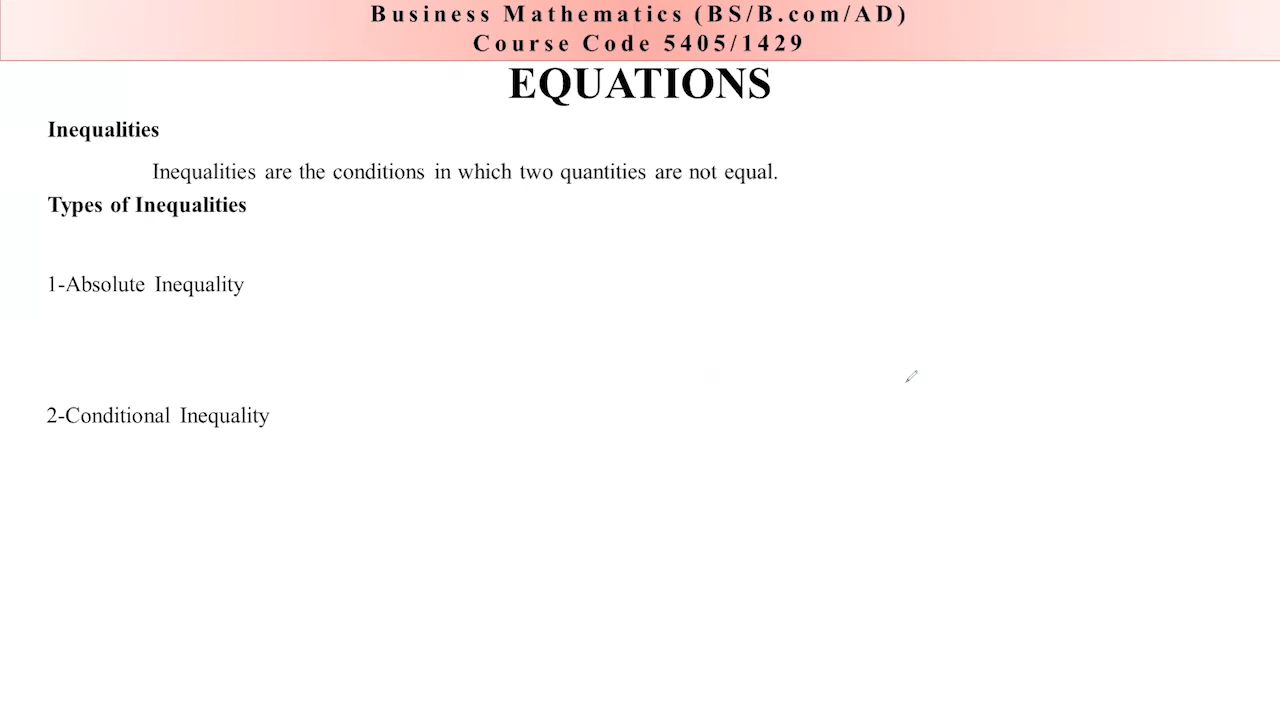 Business Mathematics (BS/B.com/AD)
Course Code 5405/1429
EQUATIONS
Inequalities
Inequalities are the conditions in which two quantities are not equal.
Types of Inequalities
1-Absolute Inequality
2-Conditional Inequality